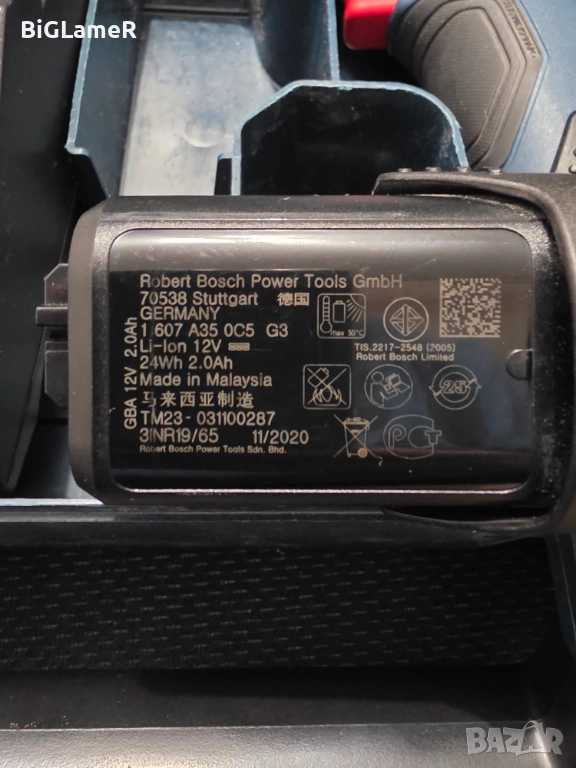 BiGLameR
Robert Bosch Power Tools GmbH
70538 Stuttgart 德国
GERMANY
1 607 A35 0C5 G3
Li-Ion 12V
24Wh 2.0Ah
Made in Malaysia
马来西亚制造
TM23 - 031100287
3INR19/65 11/2020
Robert Bosch Power Tools Sdn. Bhd.
GBA 12V 2.0Ah
max 50°C
TIS.2217-2548 (2005)
Robert Bosch Limited
25
BAZAR